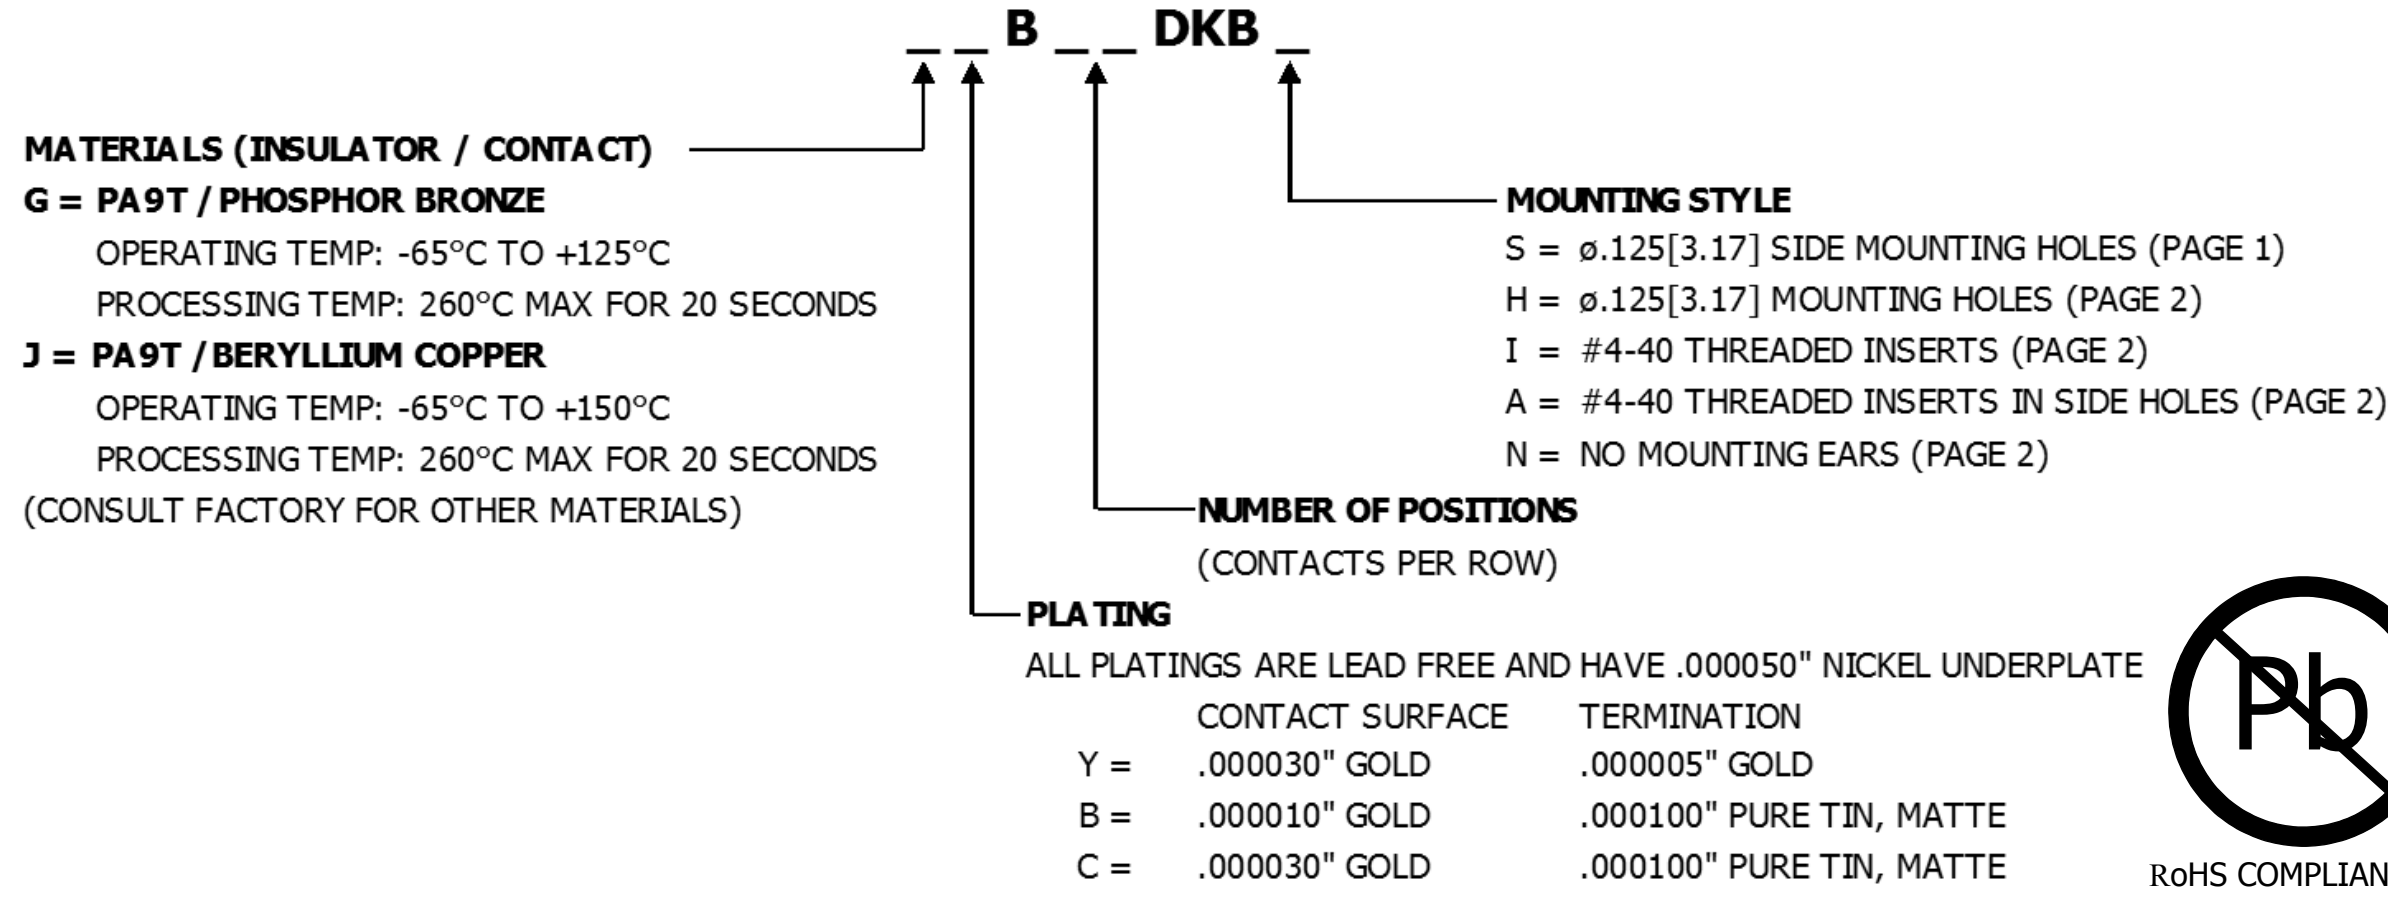 _ _ B _ _ DKB _
MATERIALS (INSULATOR / CONTACT)
G = PA9T / PHOSPHOR BRONZE
OPERATING TEMP: -65°C TO +125°C
PROCESSING TEMP: 260°C MAX FOR 20 SECONDS
J = PA9T / BERYLLIUM COPPER
OPERATING TEMP: -65°C TO +150°C
PROCESSING TEMP: 260°C MAX FOR 20 SECONDS
(CONSULT FACTORY FOR OTHER MATERIALS)
MOUNTING STYLE
S = ø.125[3.17] SIDE MOUNTING HOLES (PAGE 1)
H = ø.125[3.17] MOUNTING HOLES (PAGE 2)
I = #4-40 THREADED INSERTS (PAGE 2)
A = #4-40 THREADED INSERTS IN SIDE HOLES (PAGE 2)
N = NO MOUNTING EARS (PAGE 2)
NUMBER OF POSITIONS
(CONTACTS PER ROW)
PLATING
ALL PLATINGS ARE LEAD FREE AND HAVE .000050" NICKEL UNDERPLATE
CONTACT SURFACE TERMINATION
Y = .000030" GOLD .000005" GOLD
B = .000010" GOLD .000100" PURE TIN, MATTE
C = .000030" GOLD .000100" PURE TIN, MATTE
Pb
RoHS COMPLIAN